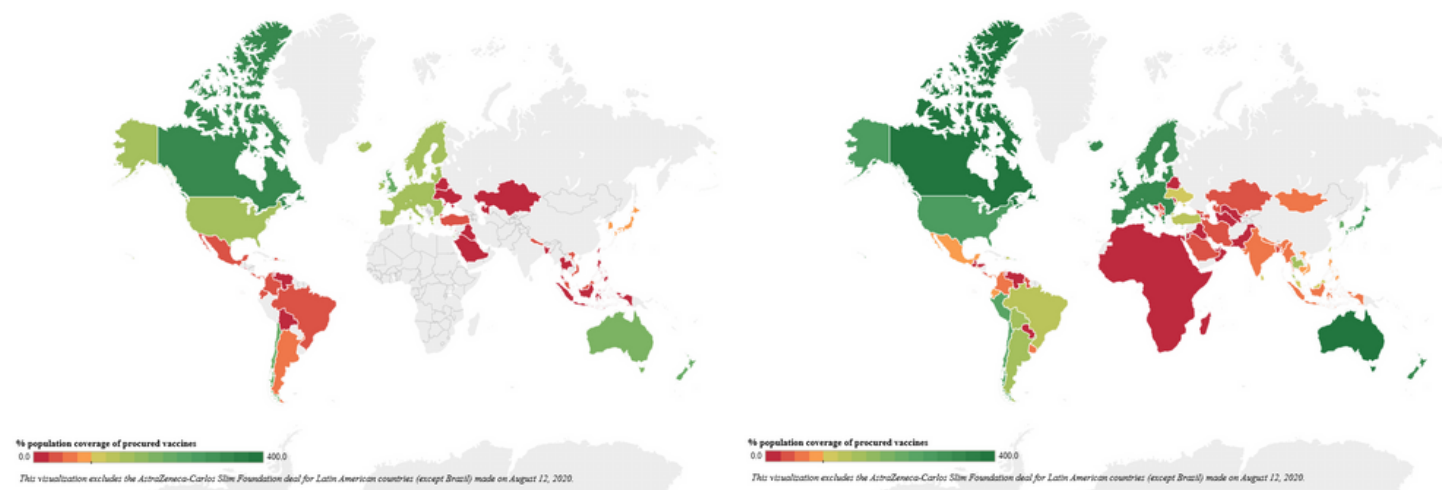 % population coverage of procured vaccines
0.0 400.0
This visualization excludes the AstraZeneca-Carlos Slim Foundation deal for Latin American countries (except Brasil) made on August 12, 2020.
% population coverage of procured vaccines
0.0 400.0
This visualization excludes the AstraZeneca-Carlos Slim Foundation deal for Latin American countries (except Brasil) made on August 12, 2020.